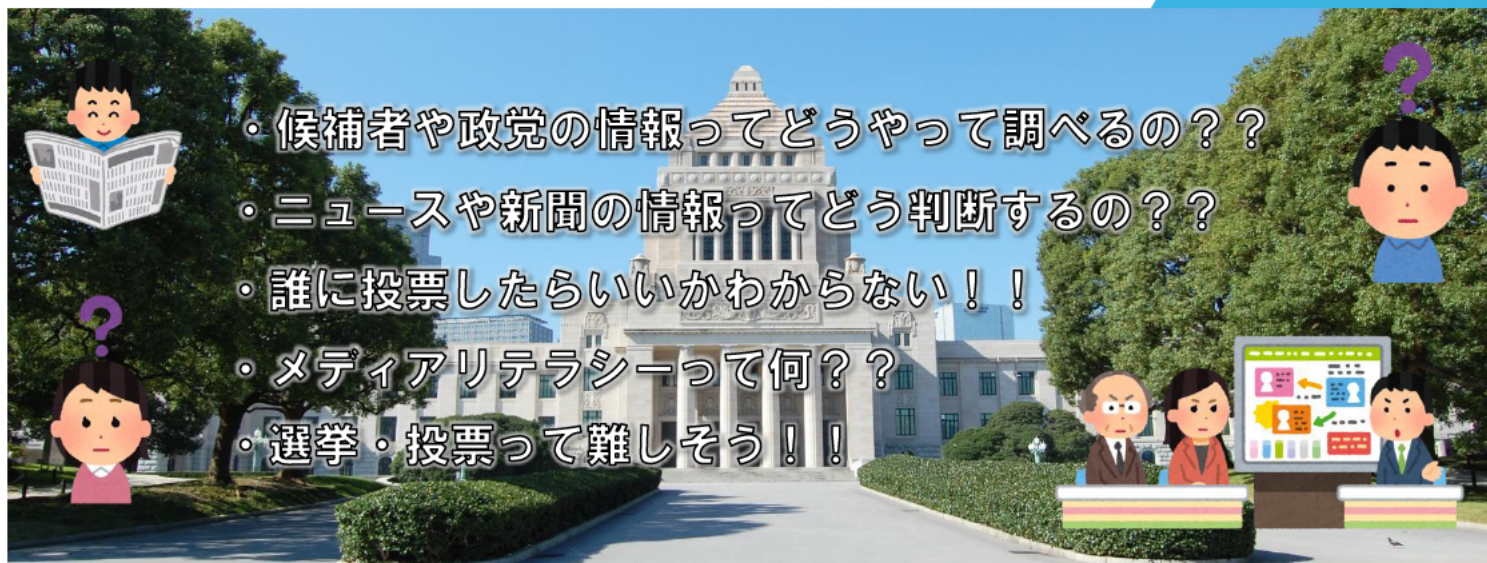 ・候補者や政党の情報ってどうやって調べるの？？
・ニュースや新聞の情報ってどう判断するの？？
・誰に投票したらいいかわからない！！
・メディアリテラシーって何？？
・選挙・投票って難しそう！！
?
?